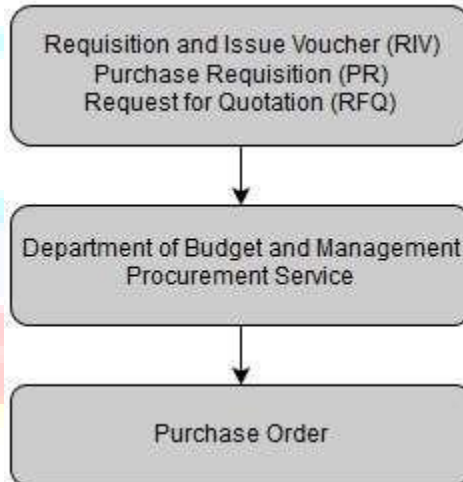 Requisition and Issue Voucher (RIV)
Purchase Requisition (PR)
Request for Quotation (RFQ)
Department of Budget and Management
Procurement Service
Purchase Order